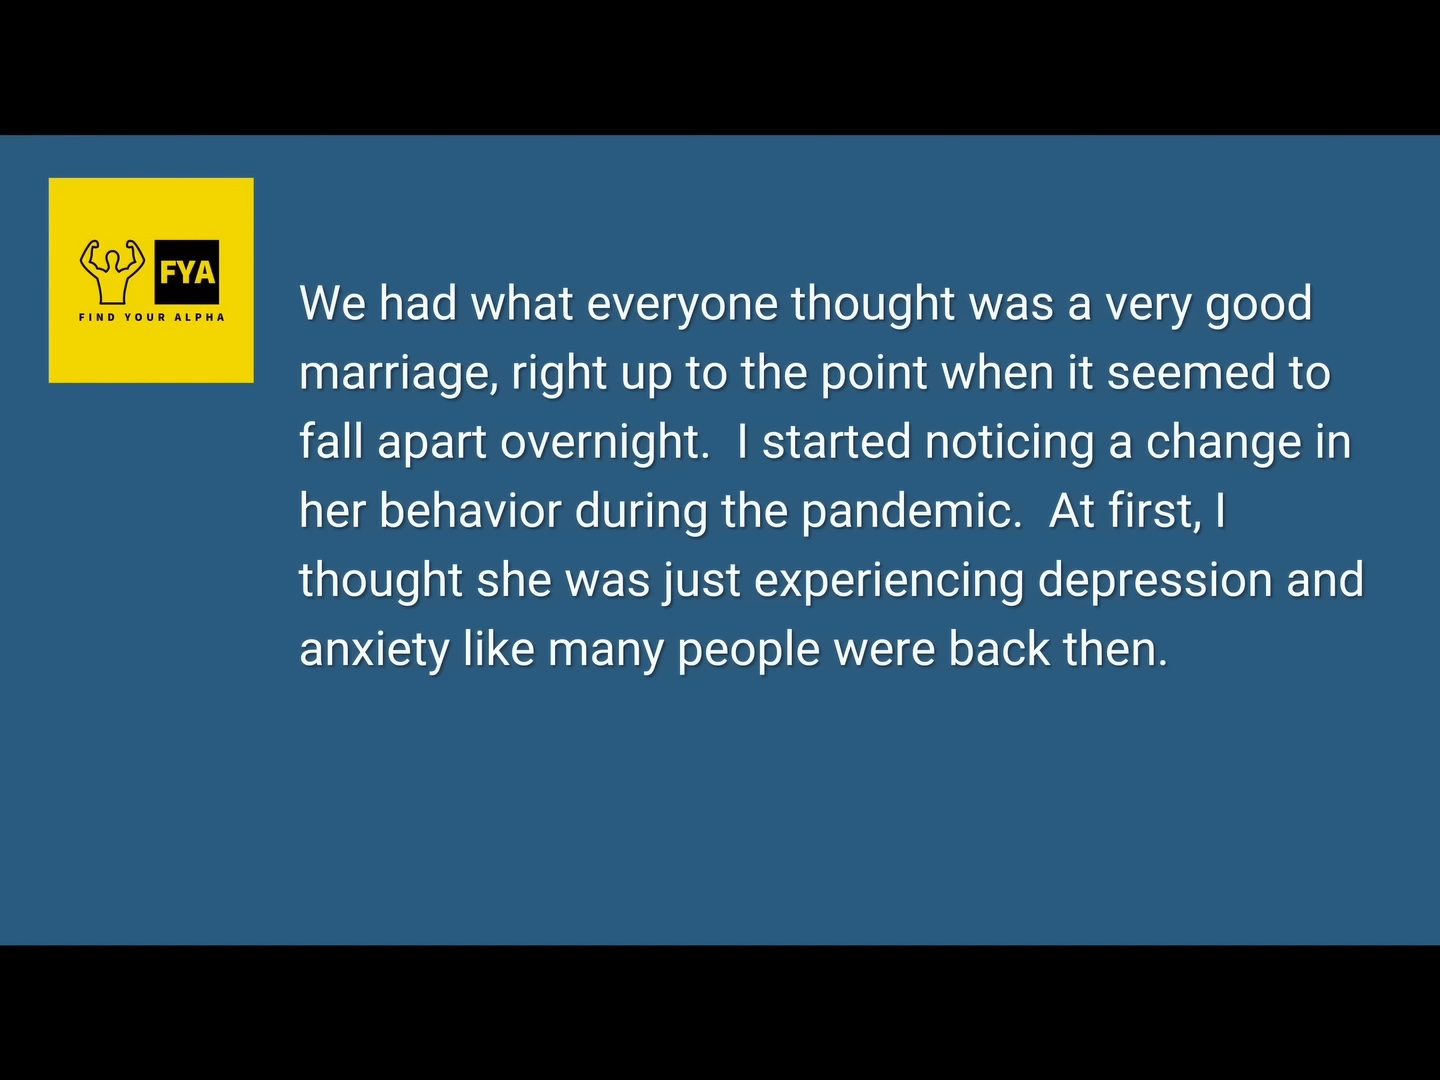 FYA
FIND YOUR ALPHA
We had what everyone thought was a very good
marriage, right up to the point when it seemed to
fall apart overnight.  I started noticing a change in
her behavior during the pandemic.  At first, I
thought she was just experiencing depression and
anxiety like many people were back then.